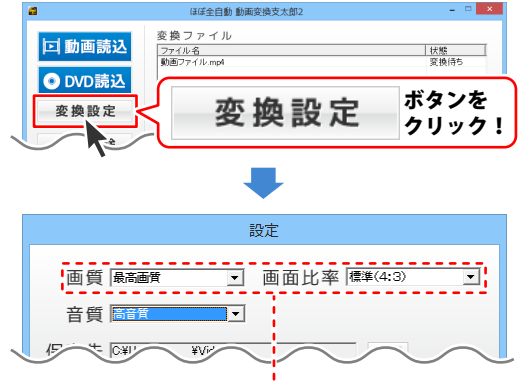 ほぼ全自動 動画変換支太郎2
動画読込
DVD読込
変換設定
変換ファイル
ファイル名 状態
動画ファイル.mp4 変換待ち
変換設定
ボタンを
クリック！
設定
画質 最高画質 画面比率 標準(4:3)
音質 高音質